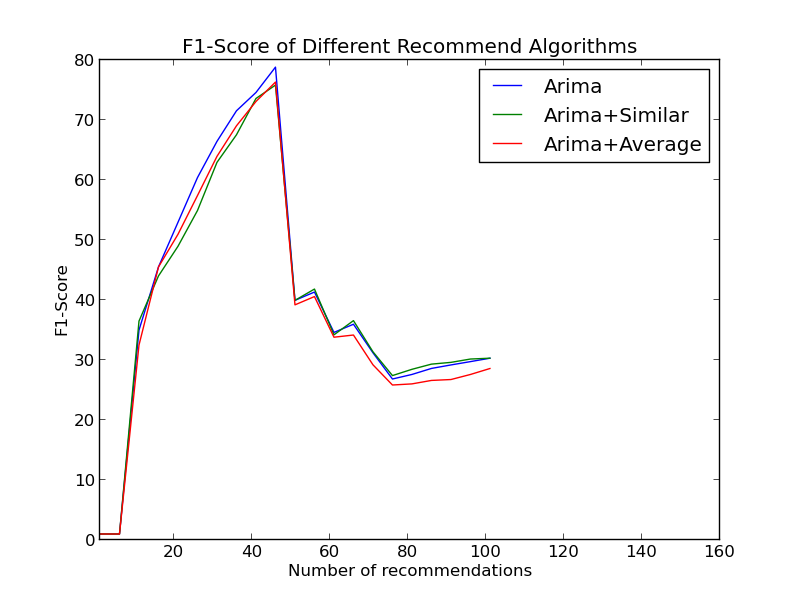 F1-Score of Different Recommend Algorithms
80
70
60
50
40
30
20
10
0
F1-Score
Arima
Arima+Similar
Arima+Average
20 40 60 80 100 120 140 160
Number of recommendations